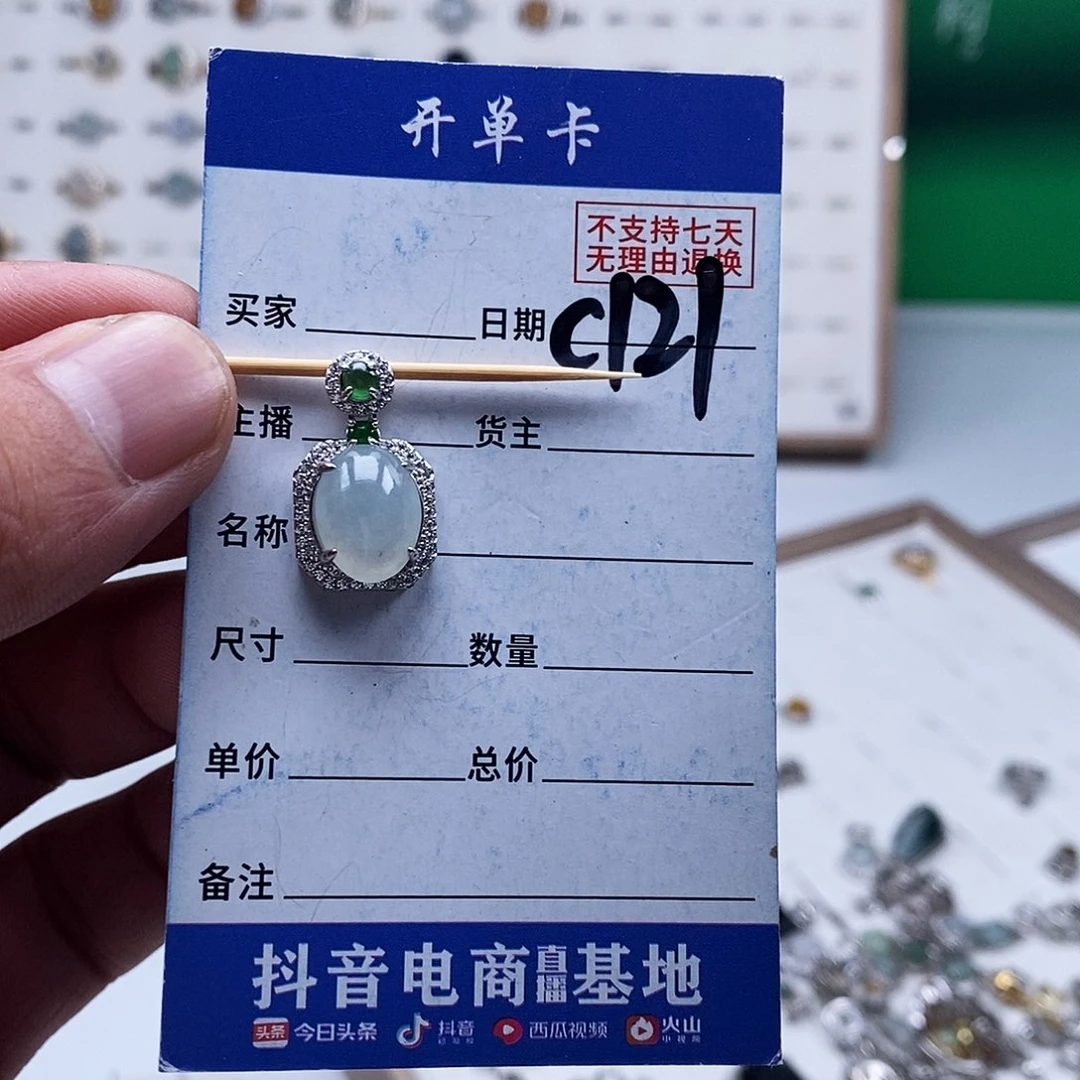 开单卡
不支持七天
无理由退换
买家 日期
主播 货主
名称
尺寸 数量
单价 总价
备注
抖音电商直播基地
头条 今日头条 抖音 西瓜视频 火山